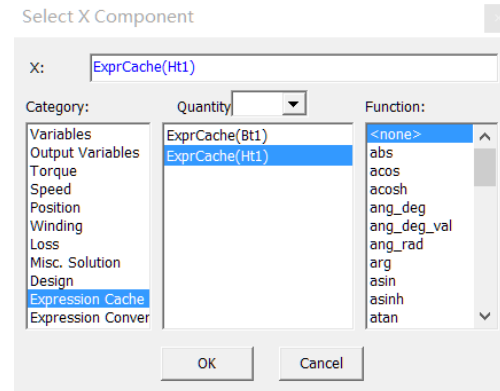 Select X Component
X: ExprCache(Ht1)
Category:
Quantity
Function:
Variables
Output Variables
Torque
Speed
Position
Winding
Loss
Misc. Solution
Design
Expression Cache
Expression Conver
ExprCache(Bt1)
ExprCache(Ht1)
<none>
abs
acos
acosh
ang_deg
ang_deg_val
ang_rad
arg
asin
asinh
atan
OK
Cancel